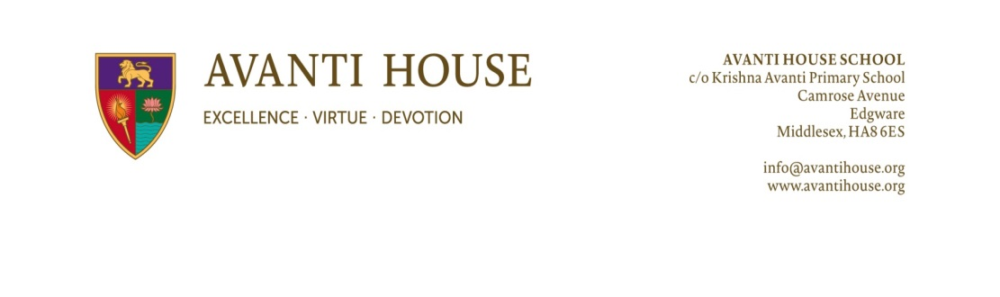 AVANTI HOUSE
EXCELLENCE · VIRTUE · DEVOTION
AVANTI HOUSE SCHOOL
c/o Krishna Avanti Primary School
Camrose Avenue
Edgware
Middlesex, HA8 6ES
info@avantihouse.org
www.avantihouse.org